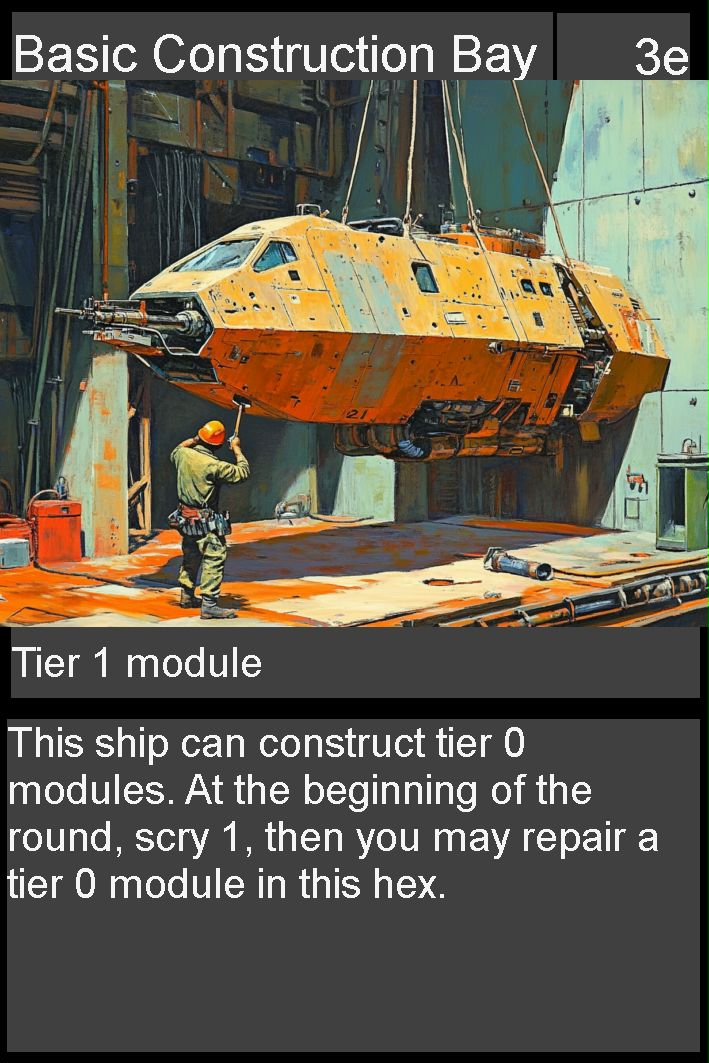 Basic Construction Bay 3e
21
Tier 1 module
This ship can construct tier 0
modules. At the beginning of the
round, scry 1, then you may repair a
tier 0 module in this hex.